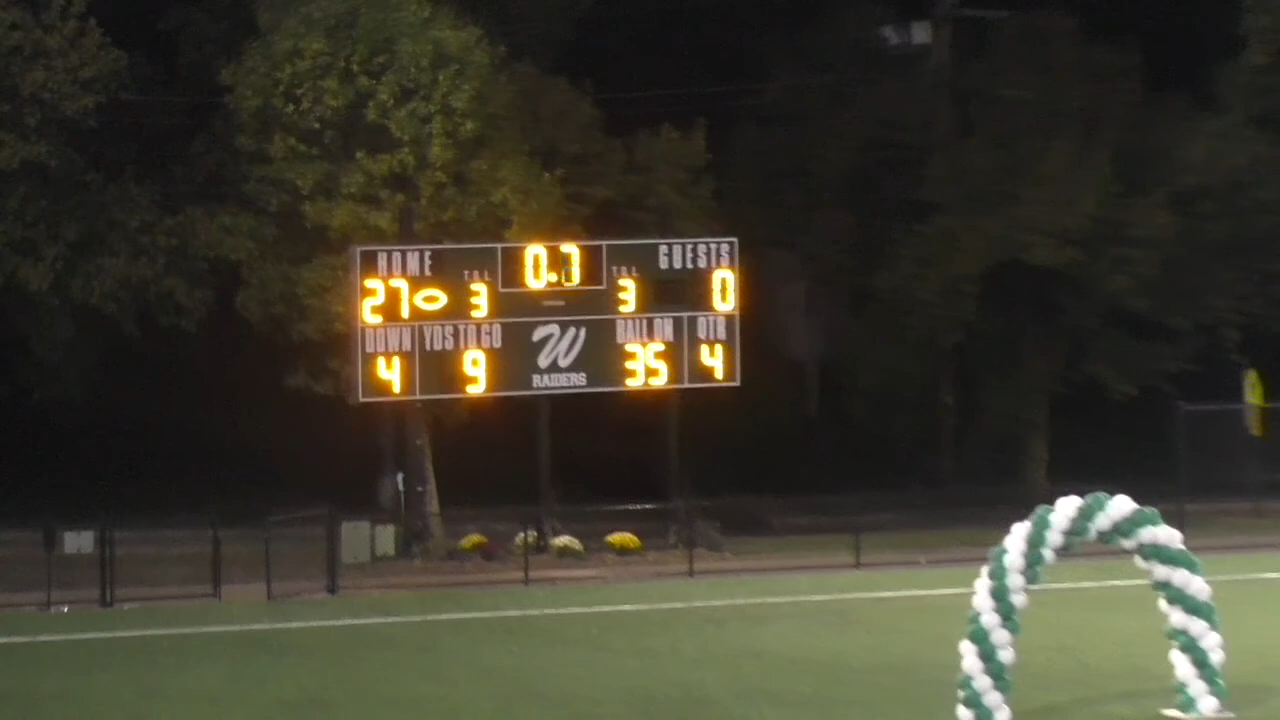 HOME 0.7 GUESTS
T.O.L T.O.L
27 3 3 0
DOWN YDS TO GO W BALL ON QTR
4 9 35 4
RAIDERS